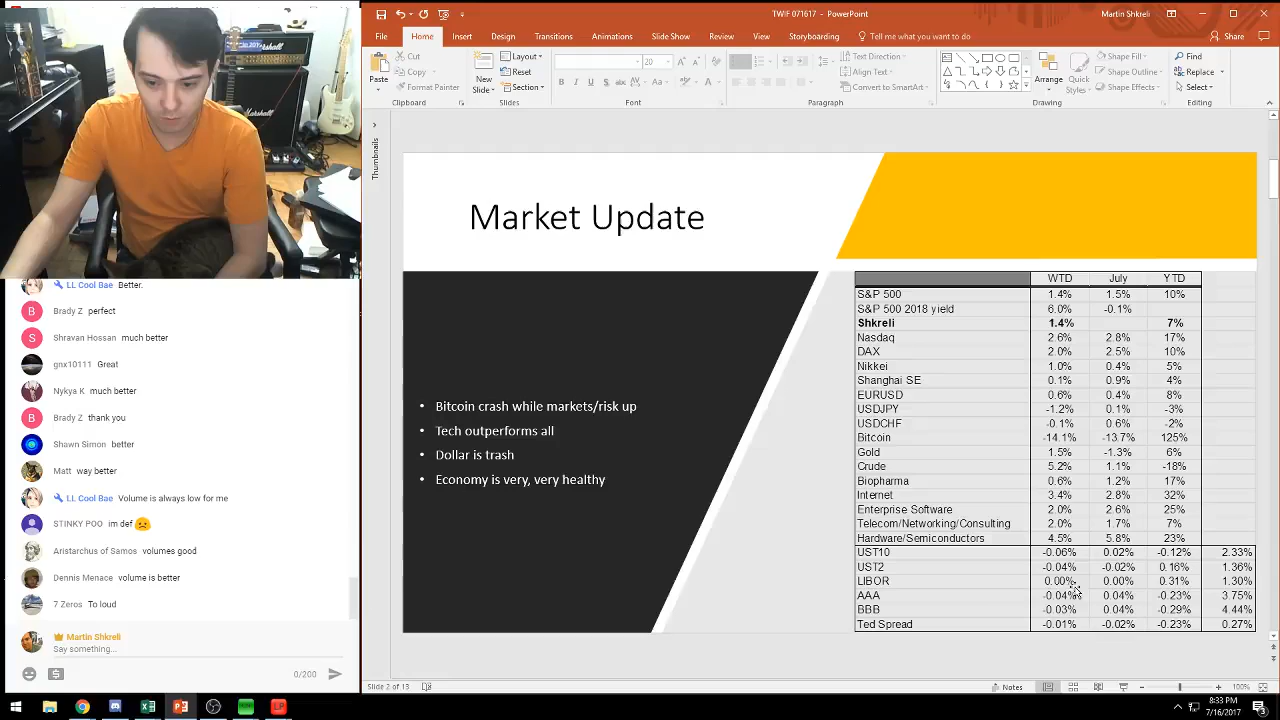 TWIF 071617 - PowerPoint
Martin Shkreli
File Home Insert Design Transitions Animations Slide Show Review View Storyboarding Tell me what you want to do... Share
Paste
Cut
Copy
Format Painter
Clipboard
New Slide
Layout
Reset
Section
Slides
20
Font
Text Direction
Align Text
Convert to SmartArt
Paragraph
Arrange
Quick Styles
Shape Fill
Shape Outline
Shape Effects
Drawing
Find
Replace
Select
Editing
Thumbnails
Marshall
Marshall
Market Update
• Bitcoin crash while markets/risk up
• Tech outperforms all
• Dollar is trash
• Economy is very, very healthy
WTD July YTD
S&P 500 1.4% 1.5% 10%
S&P 500 2018 yield 6.0% -0.1%
Shkreli 1.4% 7%
Nasdaq 2.6% 2.8% 17%
DAX 2.0% 2.5% 10%
Nikkei 1.0% 0.4% 5%
Shanghai SE 0.1% 0.9% 4%
EURUSD 0.6% 0.4% 8%
USDJPY
USDCHF -0.1% 0.6%
Bitcoin -14.1% -13.7% 125%
Gold 1.5%
Crude 5.2% 1.1% -18%
Biopharma 0.6% 1.2% 17%
Internet 3.4% 2.8% 32%
Enterprise Software 2.0% 2.6% 25%
Telecom/Networking/Consulting 2.0% 1.7% 7%
Hardware/Semiconductors 4.5% 5.8% 23%
UST10 -0.06% 0.02% -0.12% 2.33%
UST2 -0.04% -0.02% 0.16% 1.36%
LIBOR 0.00% 0.00% 0.31% 1.30%
AAA -0.04% 0.04% -0.23% 3.75%
BBB -0.03% 0.04% -0.29% 4.44%
Ted Spread -0.01% -0.02% -0.23% 0.27%
LL Cool Bae Better.
B Brady Z perfect
S Shravan Hossan much better
gnx10111 Great
Nykya K much better
B Brady Z thank you
Shawn Simon better
Matt way better
LL Cool Bae Volume is always low for me
STINKY POO im def
Aristarchus of Samos volumes good
Dennis Menace volume is better
7 Zeros To loud
Martin Shkreli
Say something...
0/200
Slide 2 of 13
Notes
100%
8:33 PM
7/16/2017